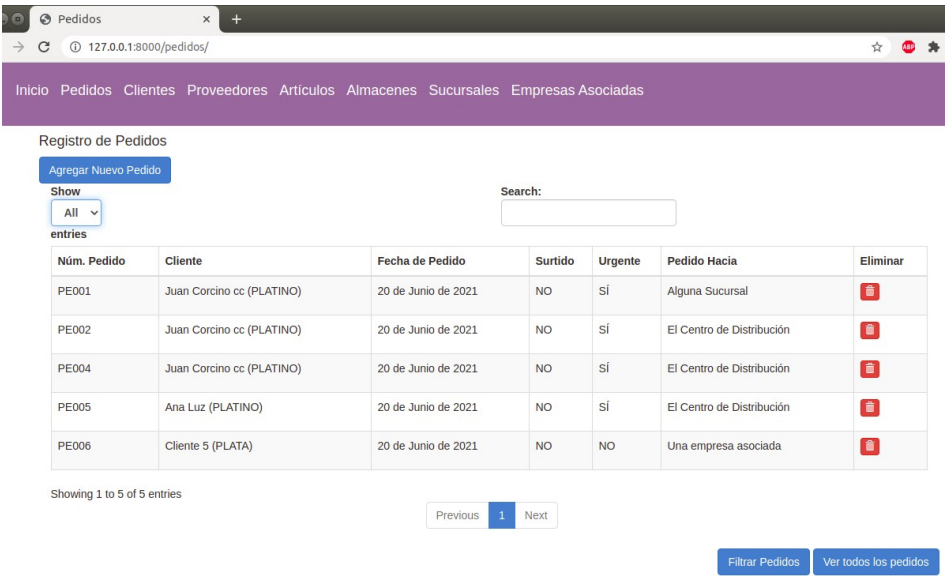 Pedidos × +
127.0.0.1:8000/pedidos/ ABP
Inicio Pedidos Clientes Proveedores Artículos Almacenes Sucursales Empresas Asociadas
Registro de Pedidos
Agregar Nuevo Pedido
Show Search:
All
entries
Núm. Pedido Cliente Fecha de Pedido Surtido Urgente Pedido Hacia Eliminar
PE001 Juan Corcino cc (PLATINO) 20 de Junio de 2021 NO SÍ Alguna Sucursal
PE002 Juan Corcino cc (PLATINO) 20 de Junio de 2021 NO SÍ El Centro de Distribución
PE004 Juan Corcino cc (PLATINO) 20 de Junio de 2021 NO SÍ El Centro de Distribución
PE005 Ana Luz (PLATINO) 20 de Junio de 2021 NO SÍ El Centro de Distribución
PE006 Cliente 5 (PLATA) 20 de Junio de 2021 NO NO Una empresa asociada
Showing 1 to 5 of 5 entries
Previous 1 Next
Filtrar Pedidos Ver todos los pedidos